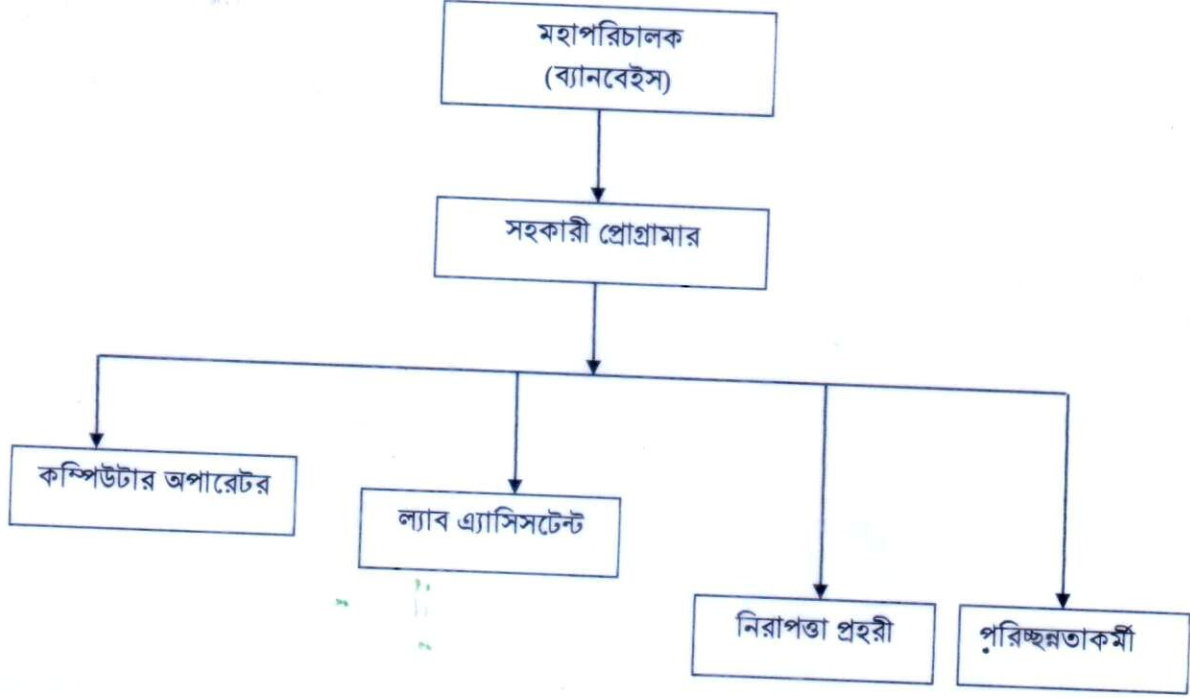 মহাপরিচালক
(ব্যানবেইস)
সহকারী প্রোগ্রামার
কম্পিউটার অপারেটর
ল্যাব এ্যাসিসটেন্ট
নিরাপত্তা প্রহরী
পরিচ্ছন্নতাকর্মী